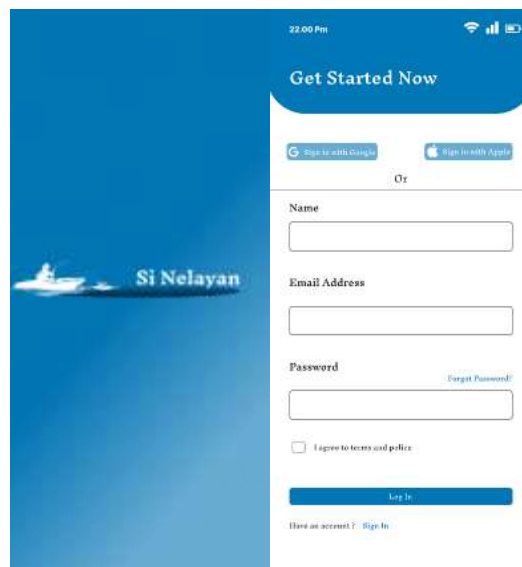 Si Nelayan
22.00 Pm
Get Started Now
Sign in with Google
Sign in with Apple
Or
Name
Email Address
Password
Forgot Password?
I agree to terms and police
Log In
Have an account ? Sign In